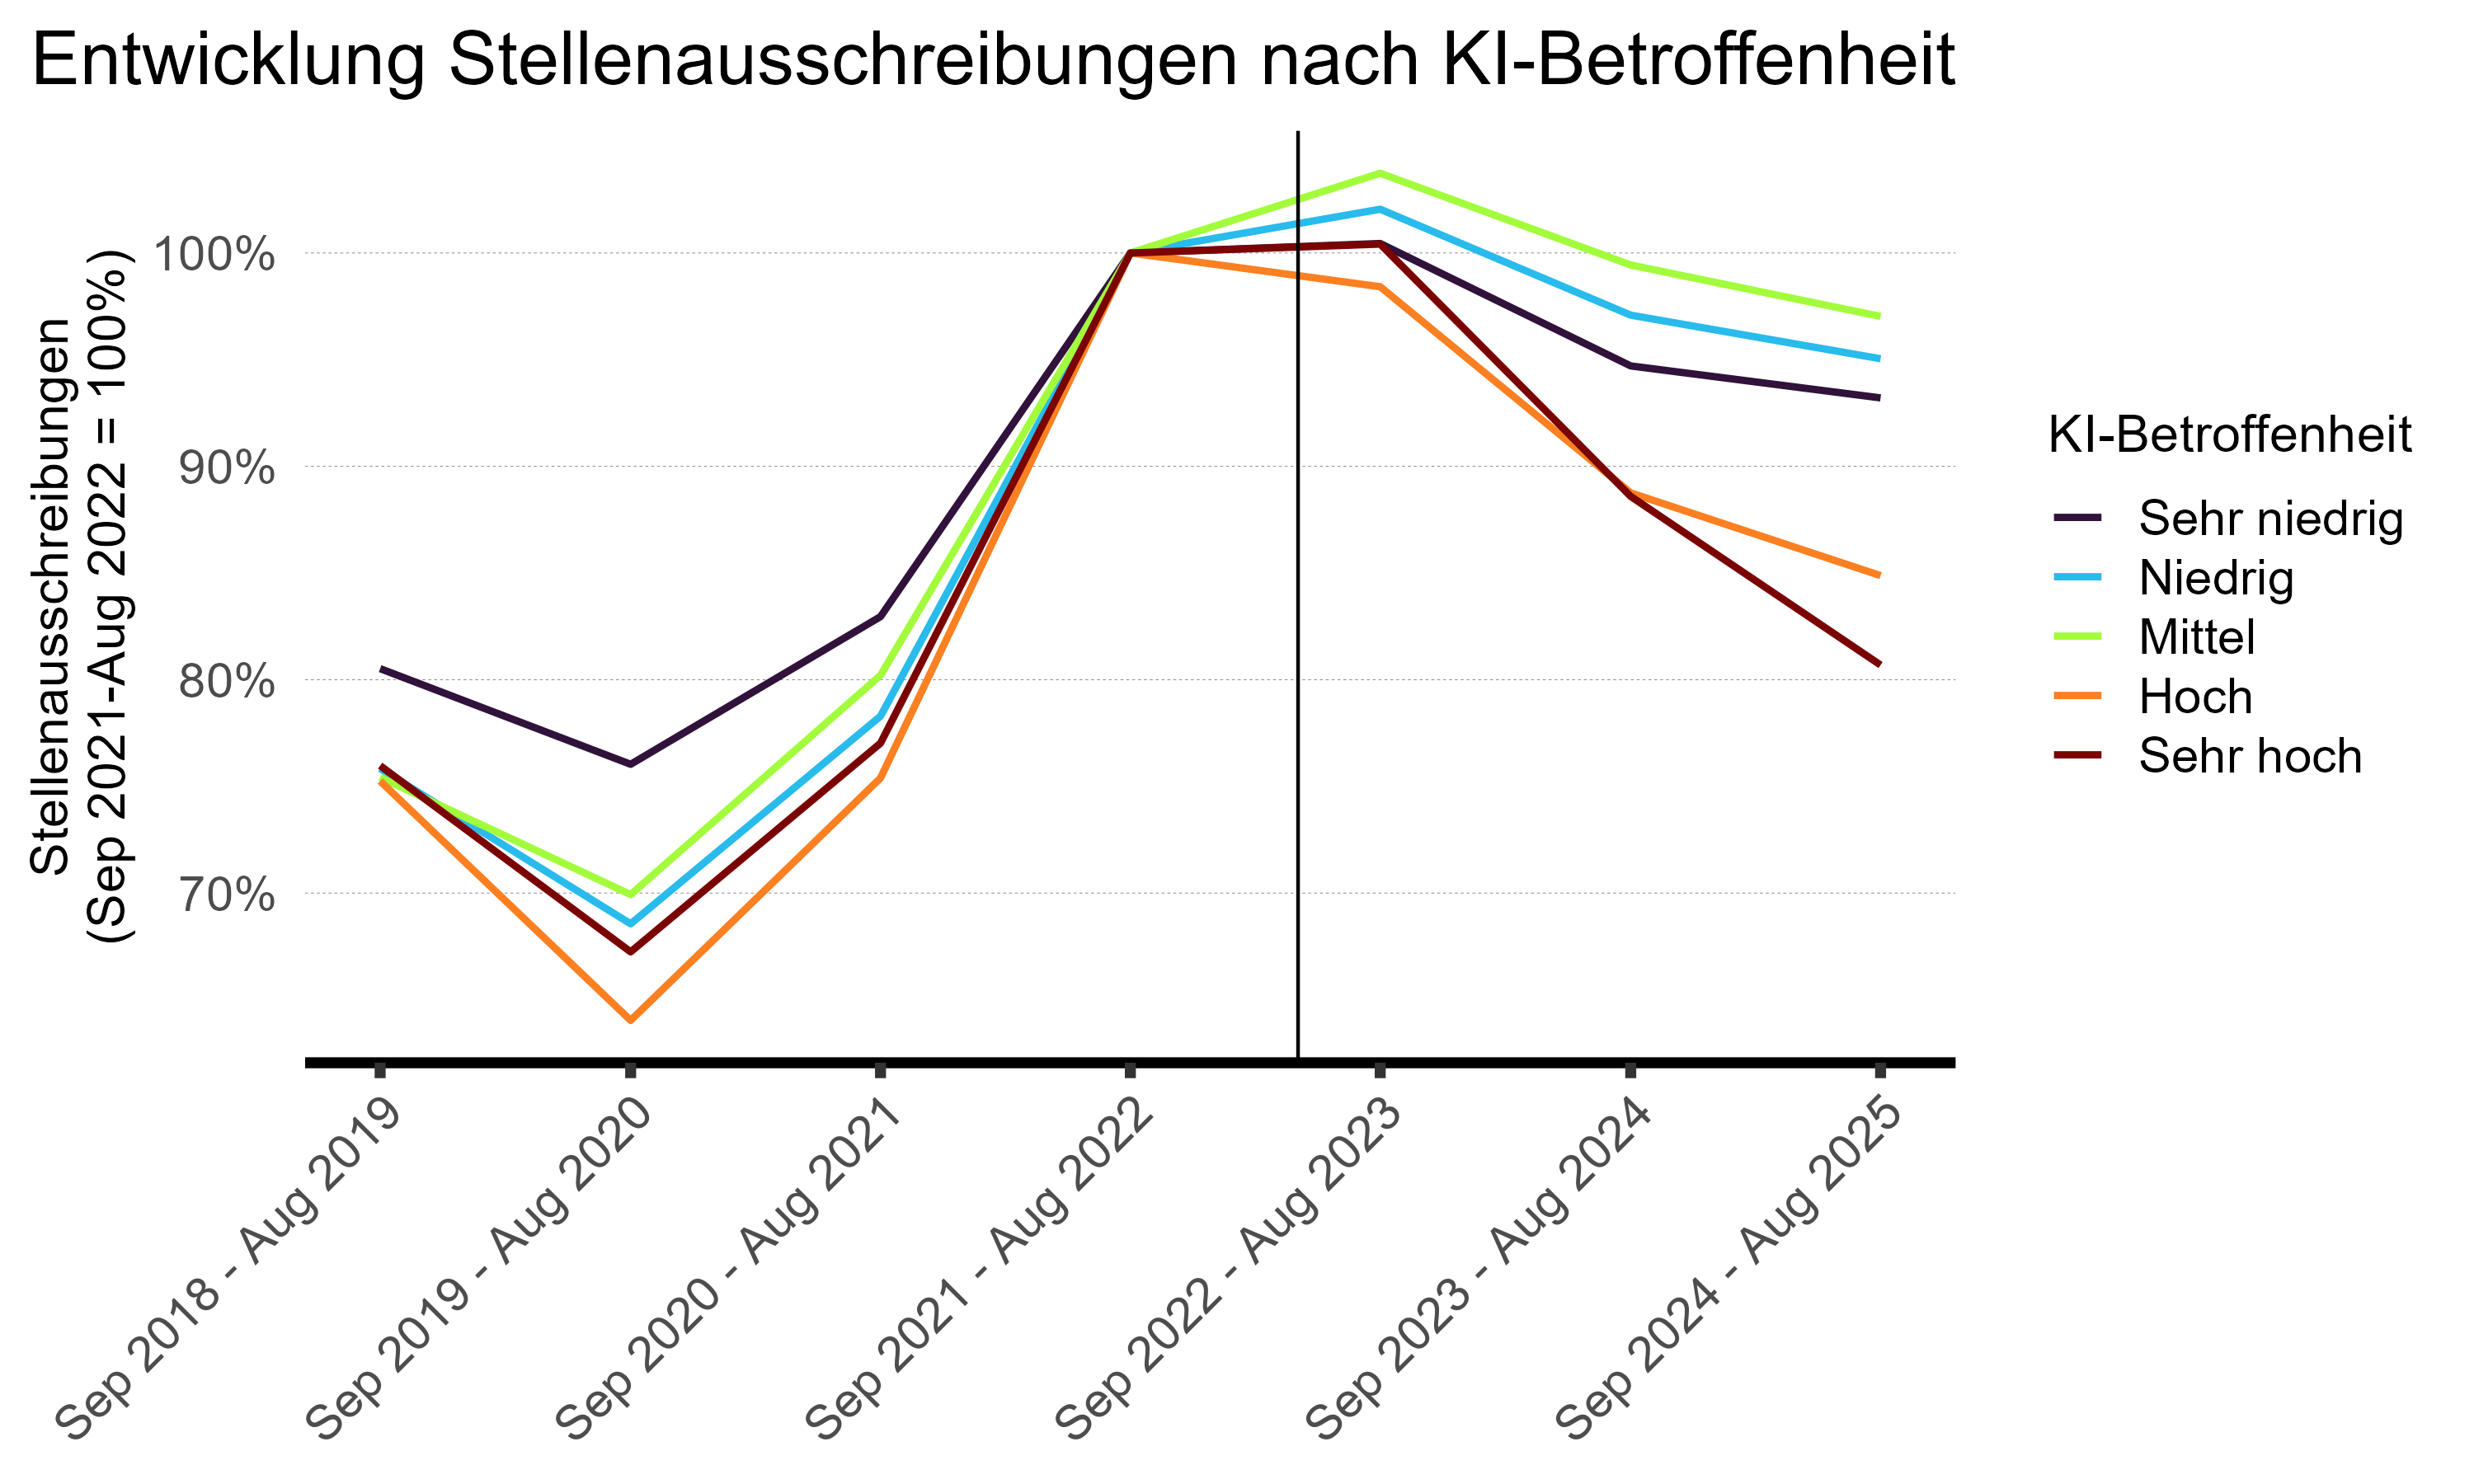 Entwicklung Stellenausschreibungen nach KI-Betroffenheit
Stellenausschreibungen
(Sep 2021-Aug 2022 = 100%)
100%
90%
80%
70%
Sep 2018 - Aug 2019
Sep 2019 - Aug 2020
Sep 2020 - Aug 2021
Sep 2021 - Aug 2022
Sep 2022 - Aug 2023
Sep 2023 - Aug 2024
Sep 2024 - Aug 2025
KI-Betroffenheit
Sehr niedrig
Niedrig
Mittel
Hoch
Sehr hoch